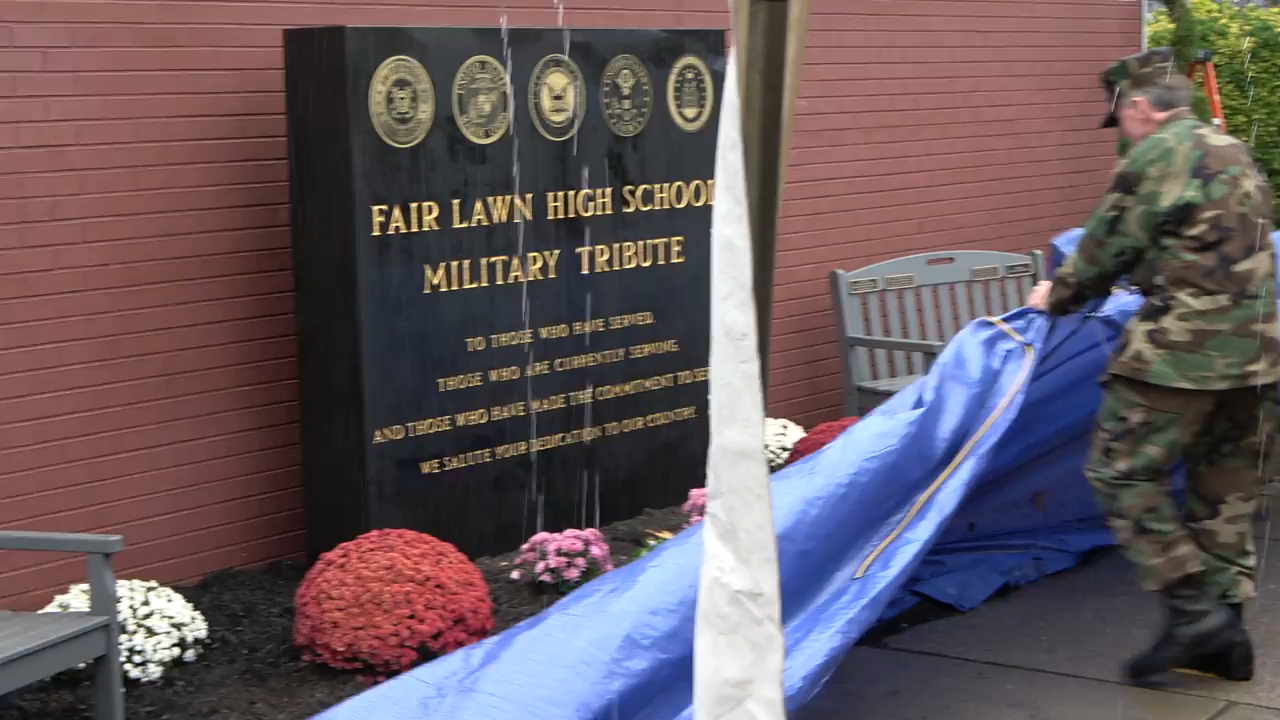 FAIR LAWN HIGH SCHOOL
MILITARY TRIBUTE
TO THOSE WHO HAVE SERVED,
THOSE WHO ARE CURRENTLY SERVING,
AND THOSE WHO HAVE MADE THE COMMITMENT TO SE
WE SALUTE YOUR DEDICATION TO OUR COUNTRY.